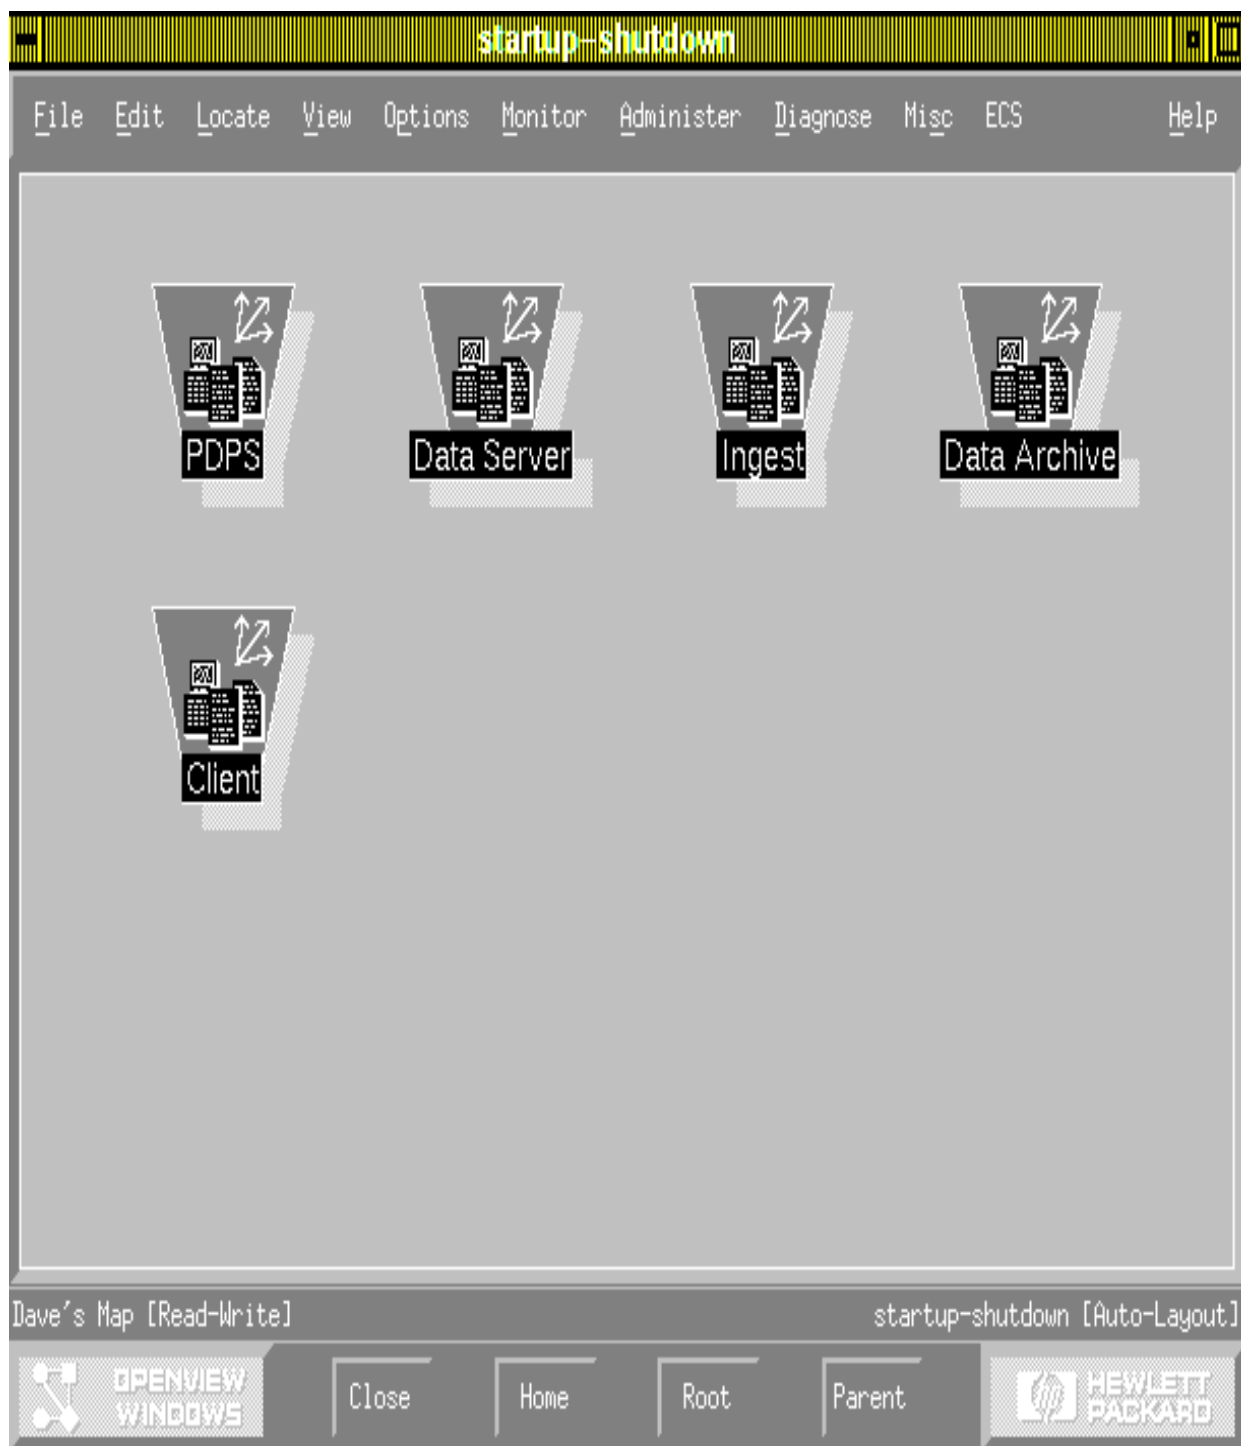 startup-shutdown
File Edit Locate View Options Monitor Administer Diagnose Misc ECS Help
PDPS Data Server Ingest Data Archive
Client
Dave's Map [Read-Write] startup-shutdown [Auto-Layout]
OPENVIEW
WINDOWS
Close Home Root Parent
hp HEWLETT
PACKARD